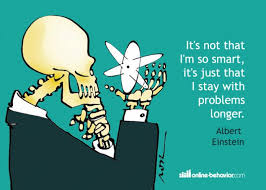 It's not that
I'm so smart,
it's just that
I stay with
problems
longer.
Albert
Einstein
online-behavior.com